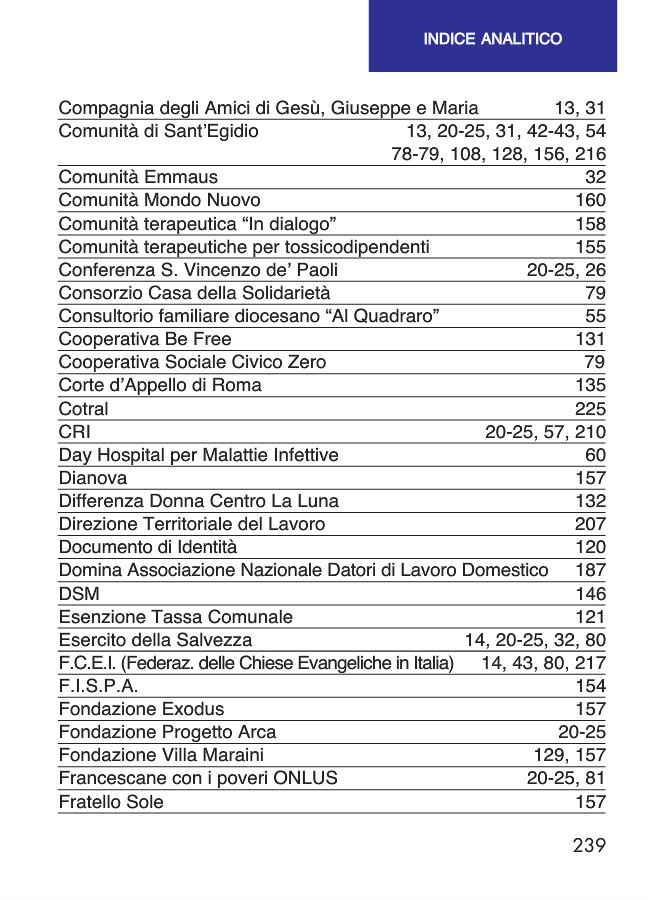 INDICE ANALITICO
Compagnia degli Amici di Gesù, Giuseppe e Maria 13, 31
Comunità di Sant’Egidio 13, 20-25, 31, 42-43, 54
78-79, 108, 128, 156, 216
Comunità Emmaus 32
Comunità Mondo Nuovo 160
Comunità terapeutica “In dialogo” 158
Comunità terapeutiche per tossicodipendenti 155
Conferenza S. Vincenzo de’ Paoli 20-25, 26
Consorzio Casa della Solidarietà 79
Consultorio familiare diocesano “Al Quadraro” 55
Cooperativa Be Free 131
Cooperativa Sociale Civico Zero 79
Corte d’Appello di Roma 135
Cotral 225
CRI 20-25, 57, 210
Day Hospital per Malattie Infettive 60
Dianova 157
Differenza Donna Centro La Luna 132
Direzione Territoriale del Lavoro 207
Documento di Identità 120
Domina Associazione Nazionale Datori di Lavoro Domestico 187
DSM 146
Esenzione Tassa Comunale 121
Esercito della Salvezza 14, 20-25, 32, 80
F.C.E.I. (Federaz. delle Chiese Evangeliche in Italia) 14, 43, 80, 217
F.I.S.P.A. 154
Fondazione Exodus 157
Fondazione Progetto Arca 20-25
Fondazione Villa Maraini 129, 157
Francescane con i poveri ONLUS 20-25, 81
Fratello Sole 157
239